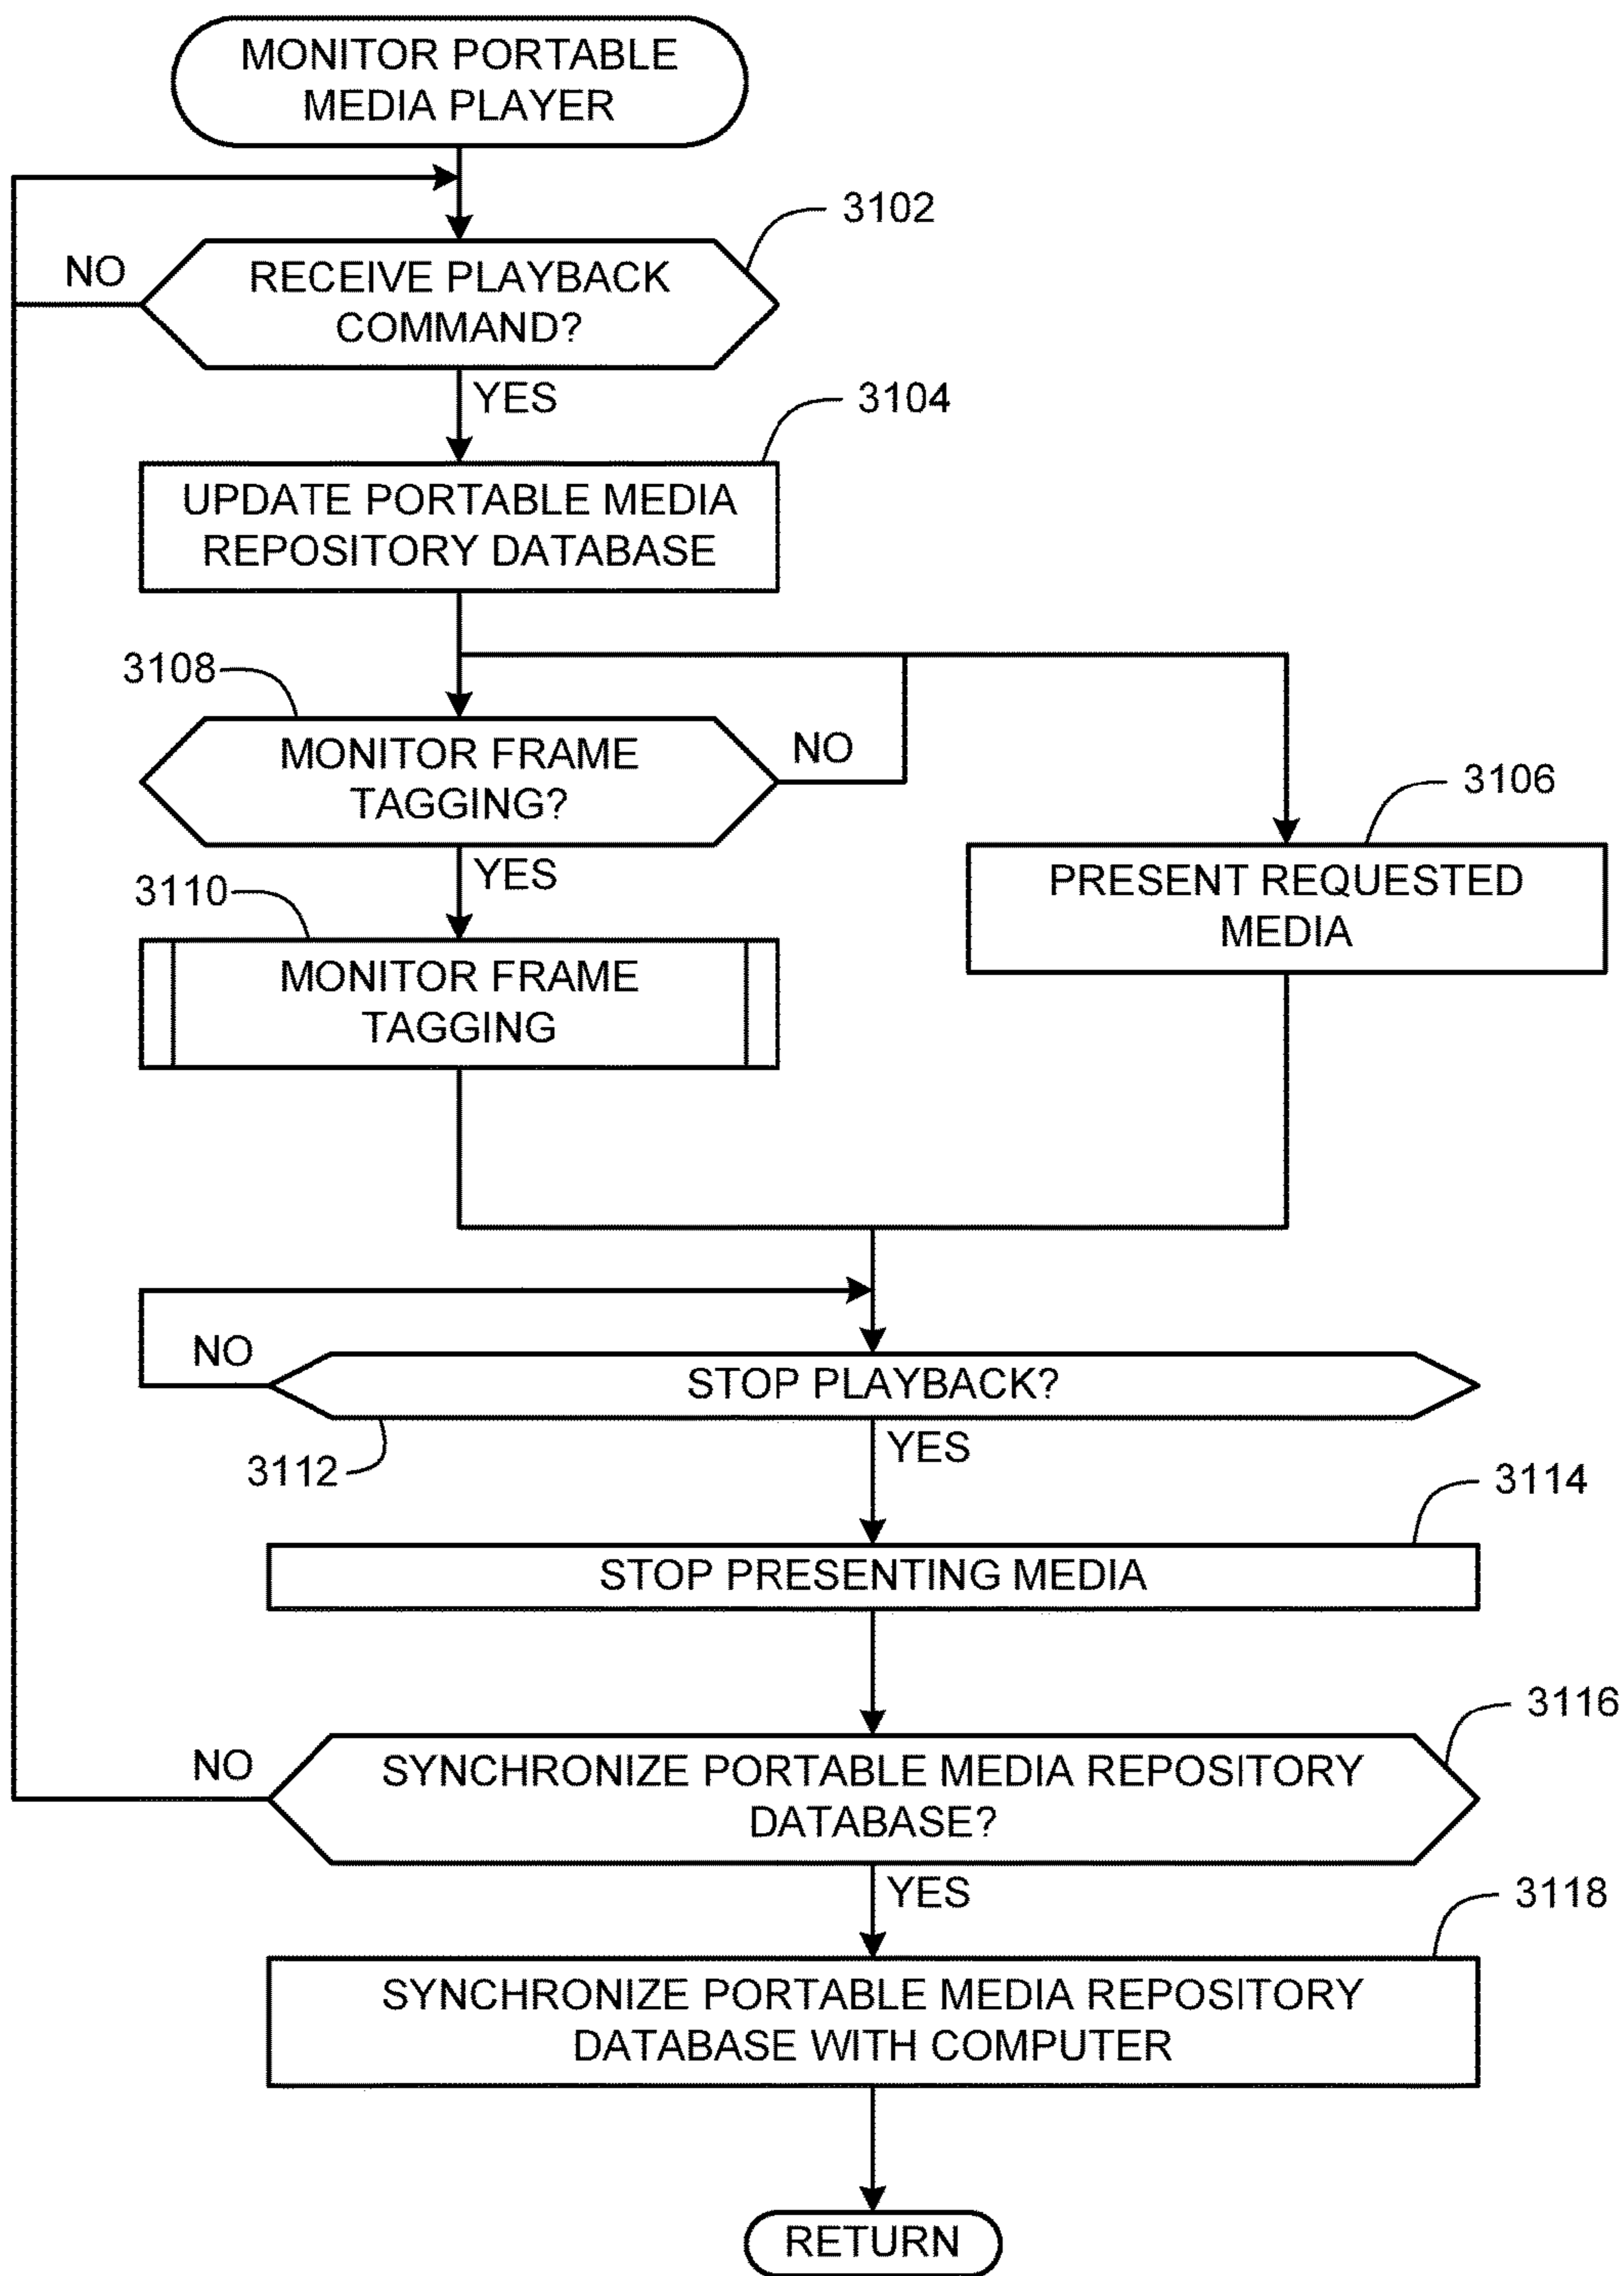 MONITOR PORTABLE
MEDIA PLAYER
3102
NO
RECEIVE PLAYBACK
COMMAND?
YES
3104
UPDATE PORTABLE MEDIA
REPOSITORY DATABASE
3108
MONITOR FRAME
TAGGING?
NO
3106
PRESENT REQUESTED
MEDIA
YES
3110
MONITOR FRAME
TAGGING
NO
STOP PLAYBACK?
YES
3112
3114
STOP PRESENTING MEDIA
3116
NO
SYNCHRONIZE PORTABLE MEDIA REPOSITORY
DATABASE?
YES
3118
SYNCHRONIZE PORTABLE MEDIA REPOSITORY
DATABASE WITH COMPUTER
RETURN